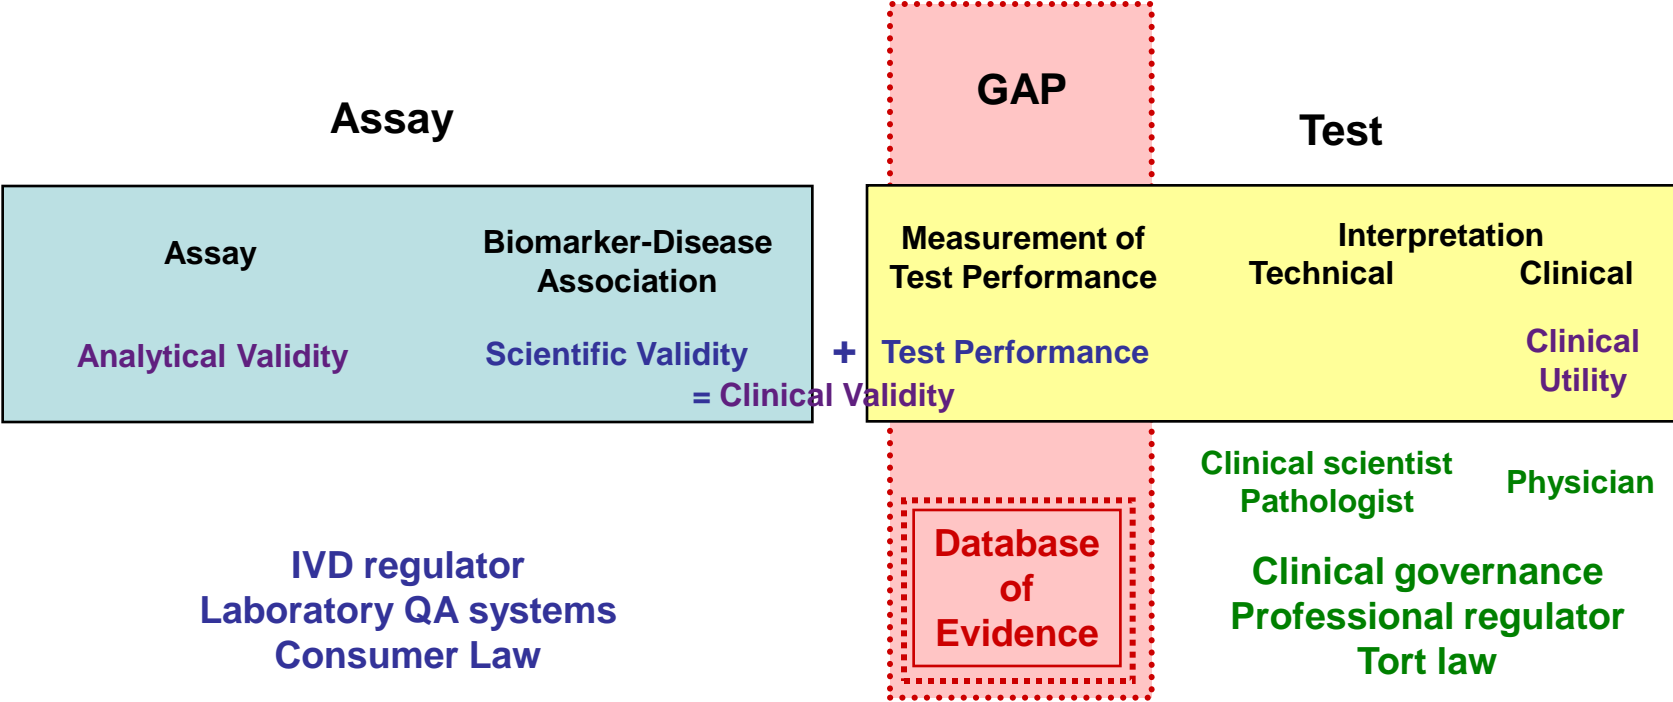 GAP
Assay
Test
Assay
Biomarker-Disease
Association
Measurement of
Test Performance
Interpretation
Technical Clinical
Analytical Validity
Scientific Validity
+ Test Performance
= Clinical Validity
Clinical
Utility
Clinical scientist
Pathologist
Physician
IVD regulator
Laboratory QA systems
Consumer Law
Database
of
Evidence
Clinical governance
Professional regulator
Tort law